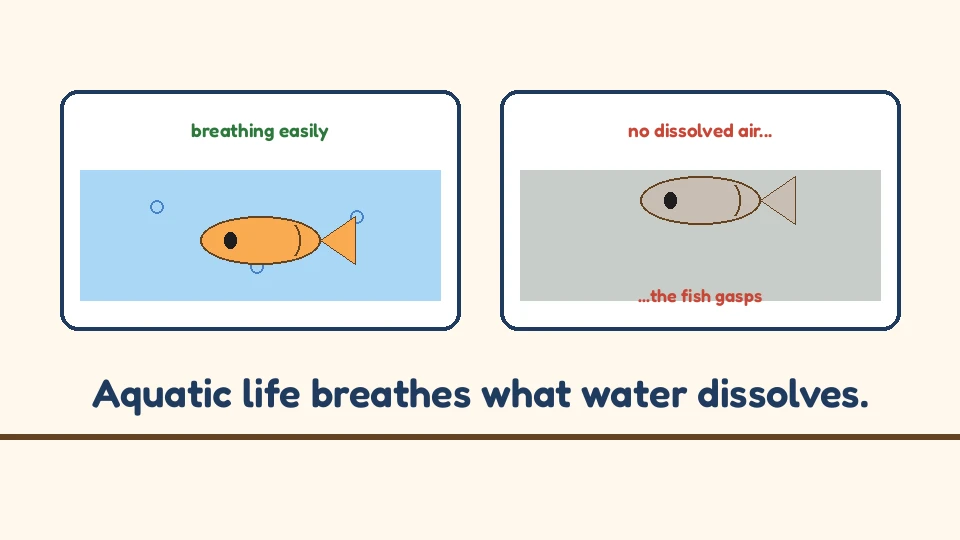 breathing easily
no dissolved air...
...the fish gasps
Aquatic life breathes what water dissolves.